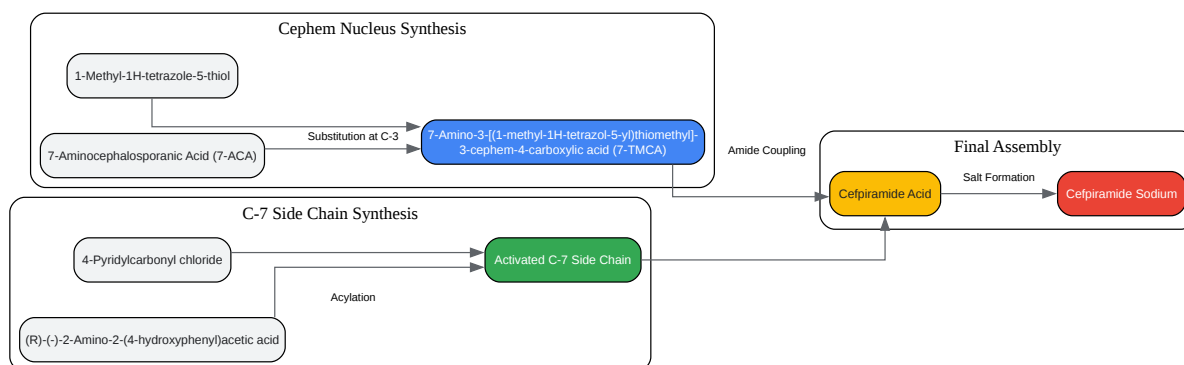 Cephem Nucleus Synthesis
1-Methyl-1H-tetrazole-5-thiol
Substitution at C-3
7-Aminocephalosporanic Acid (7-ACA)
7-Amino-3-[(1-methyl-1H-tetrazol-5-yl)thiomethyl]-
3-cephem-4-carboxylic acid (7-TMCA)
Amide Coupling
Final Assembly
Cefpiramide Acid
Salt Formation
Cefpiramide Sodium
C-7 Side Chain Synthesis
4-Pyridylcarbonyl chloride
Activated C-7 Side Chain
Acylation
(R)-(-)-2-Amino-2-(4-hydroxyphenyl)acetic acid